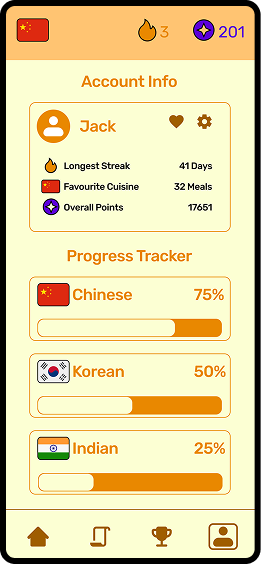 3 201
Account Info
Jack
Longest Streak 41 Days
Favourite Cuisine 32 Meals
Overall Points 17651
Progress Tracker
Chinese 75%
Korean 50%
Indian 25%